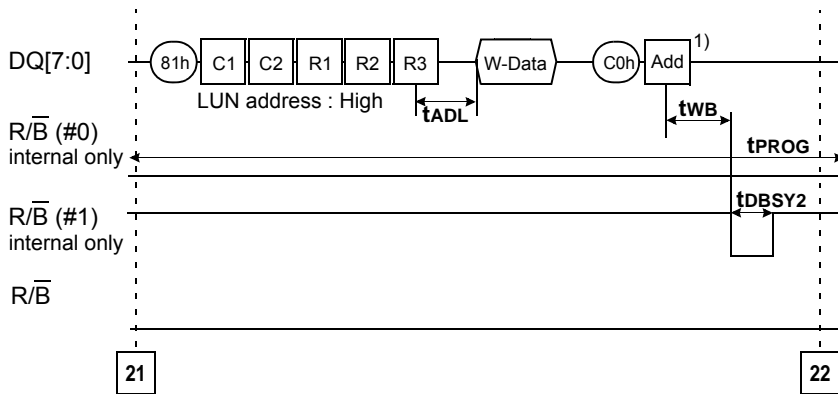 DQ[7:0]
81h C1 C2 R1 R2 R3 W-Data C0h Add 1)
LUN address : High
tADL
tWB
R/B (#0)
internal only
tPROG
R/B (#1)
internal only
tDBSY2
R/B
21 22